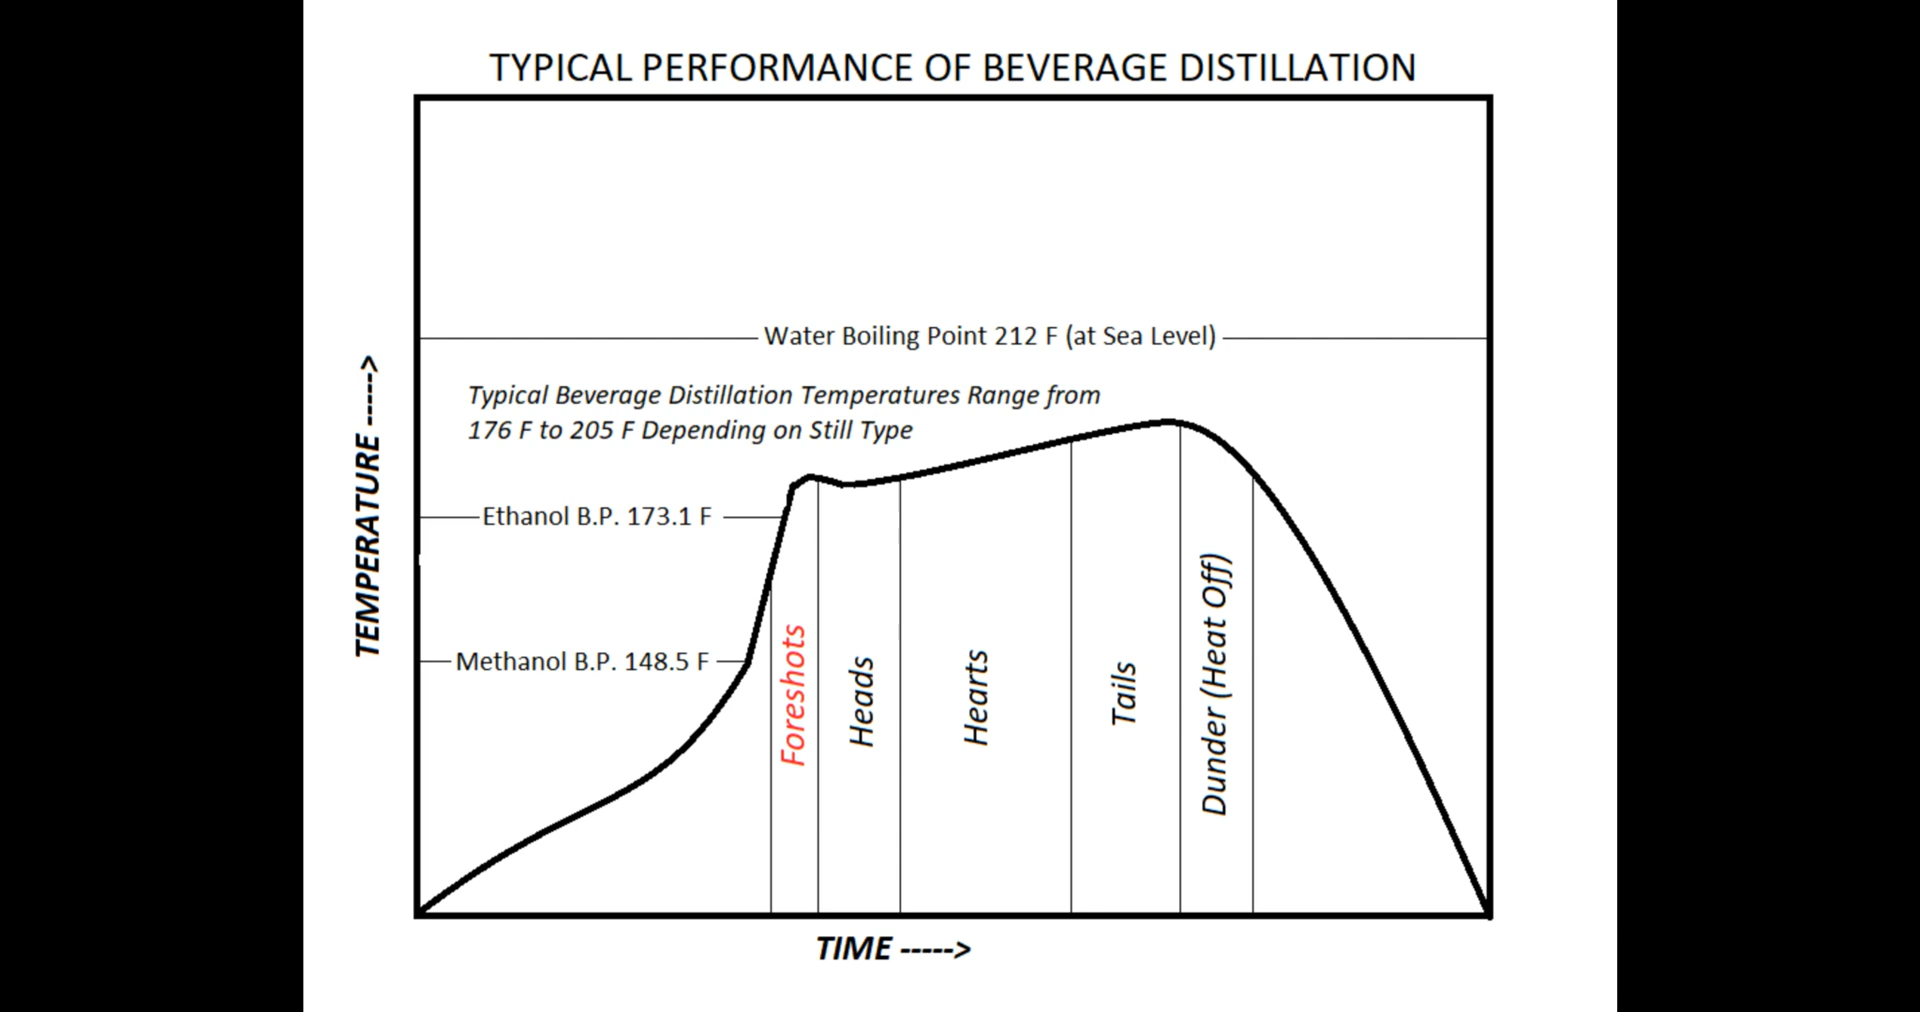 TYPICAL PERFORMANCE OF BEVERAGE DISTILLATION
Water Boiling Point 212 F (at Sea Level)
Typical Beverage Distillation Temperatures Range from
176 F to 205 F Depending on Still Type
Ethanol B.P. 173.1 F
Methanol B.P. 148.5 F
TEMPERATURE ----->
Foreshots
Heads
Hearts
Tails
Dunder (Heat Off)
TIME ----->